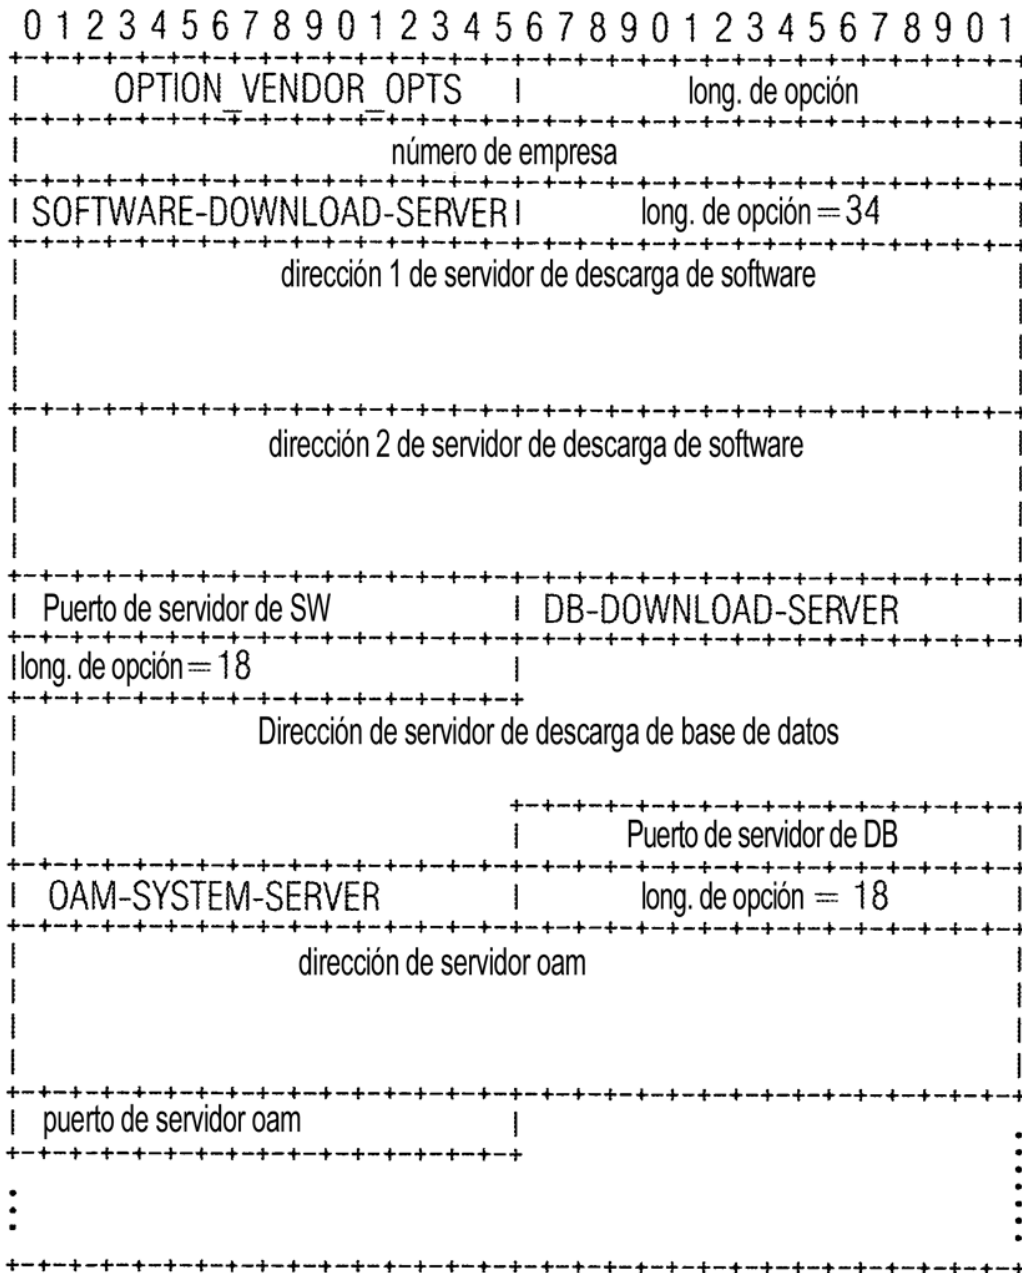 0 1 2 3 4 5 6 7 8 9 0 1 2 3 4 5 6 7 8 9 0 1 2 3 4 5 6 7 8 9 0 1
OPTION_VENDOR_OPTS long. de opción
número de empresa
SOFTWARE-DOWNLOAD-SERVER long. de opción = 34
dirección 1 de servidor de descarga de software
dirección 2 de servidor de descarga de software
Puerto de servidor de SW DB-DOWNLOAD-SERVER
long. de opción = 18
Dirección de servidor de descarga de base de datos
Puerto de servidor de DB
OAM-SYSTEM-SERVER long. de opción = 18
dirección de servidor oam
puerto de servidor oam